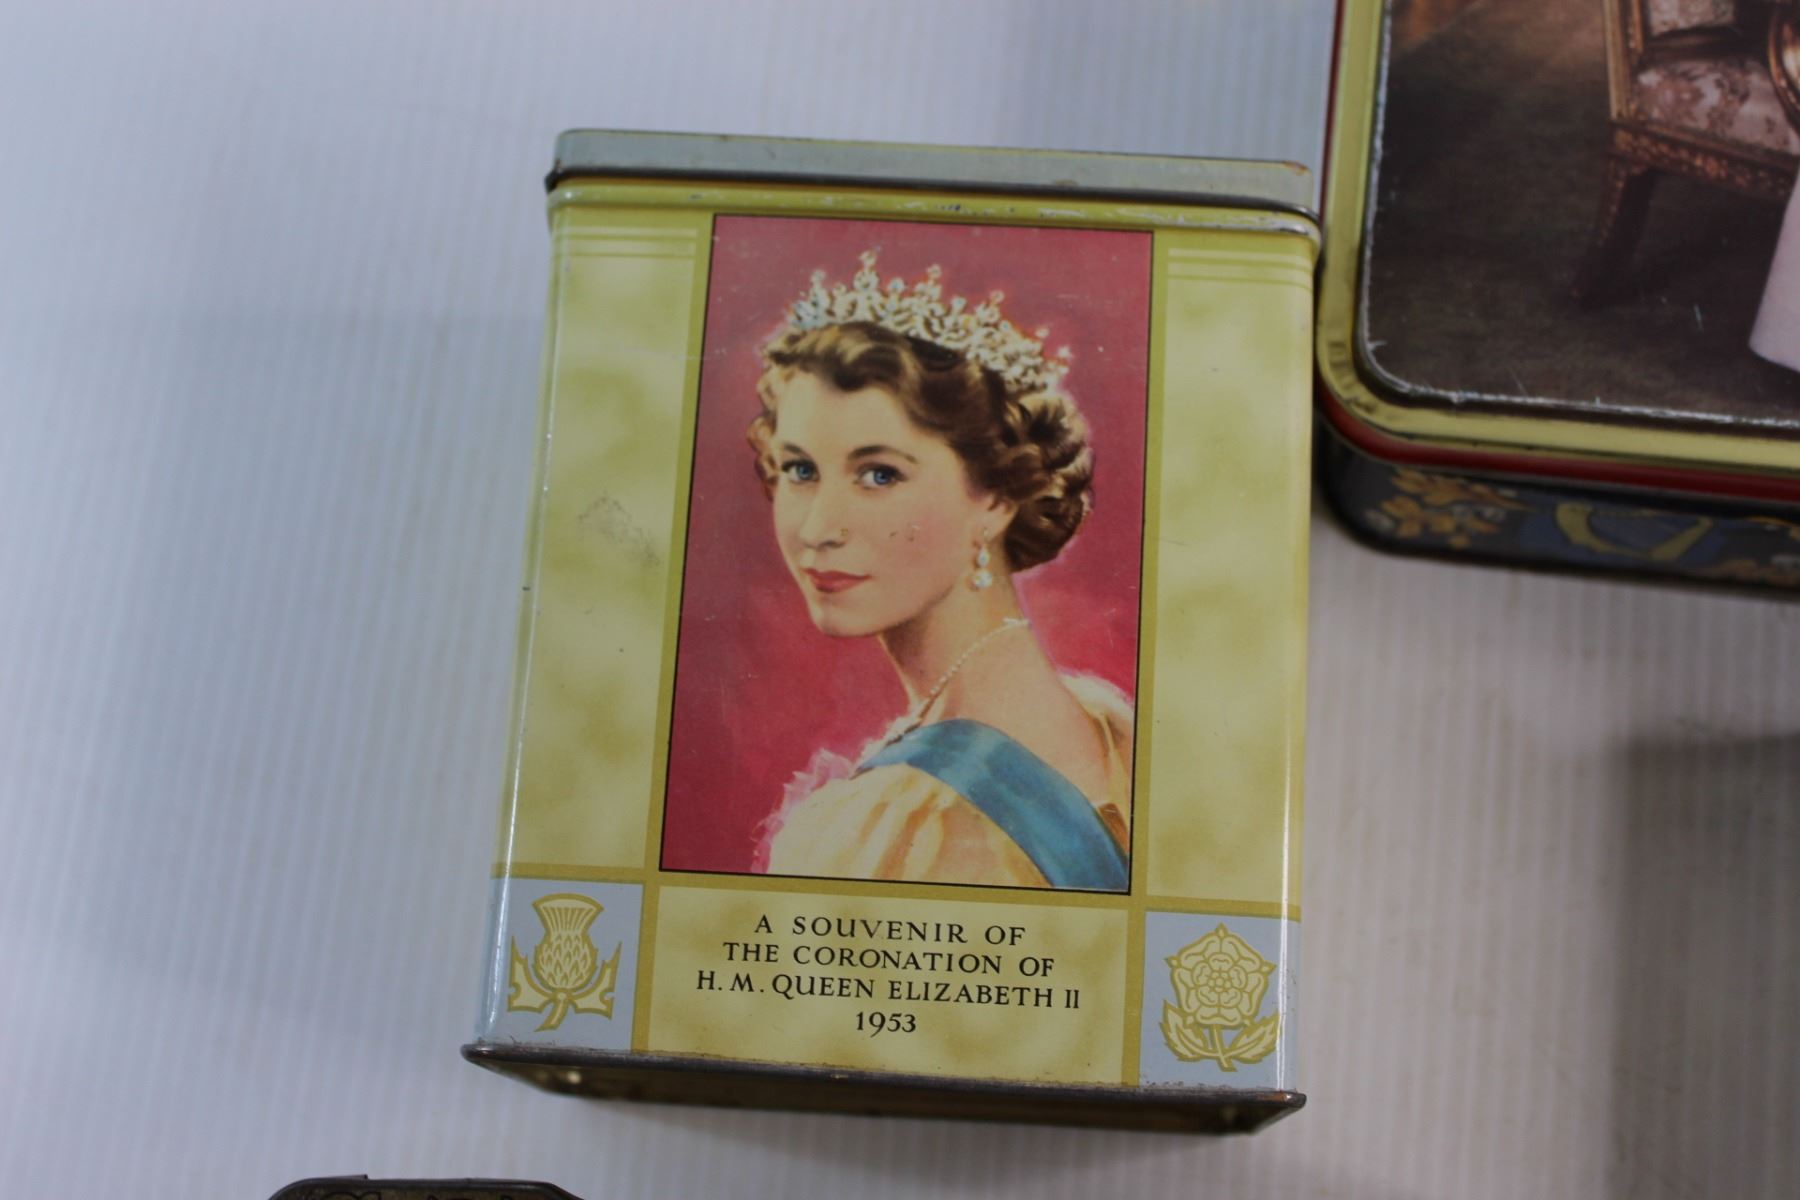 A SOUVENIR OF
THE CORONATION OF
H. M. QUEEN ELIZABETH II
1953